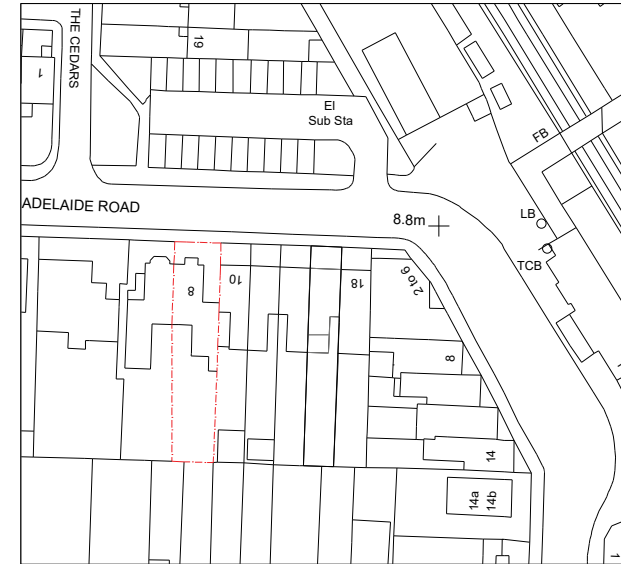 THE CEDARS
19
1
El
Sub Sta
FB
ADELAIDE ROAD
8.8m
LB
TCB
8
10
18
2 to 6
8
14
14a
14b
1